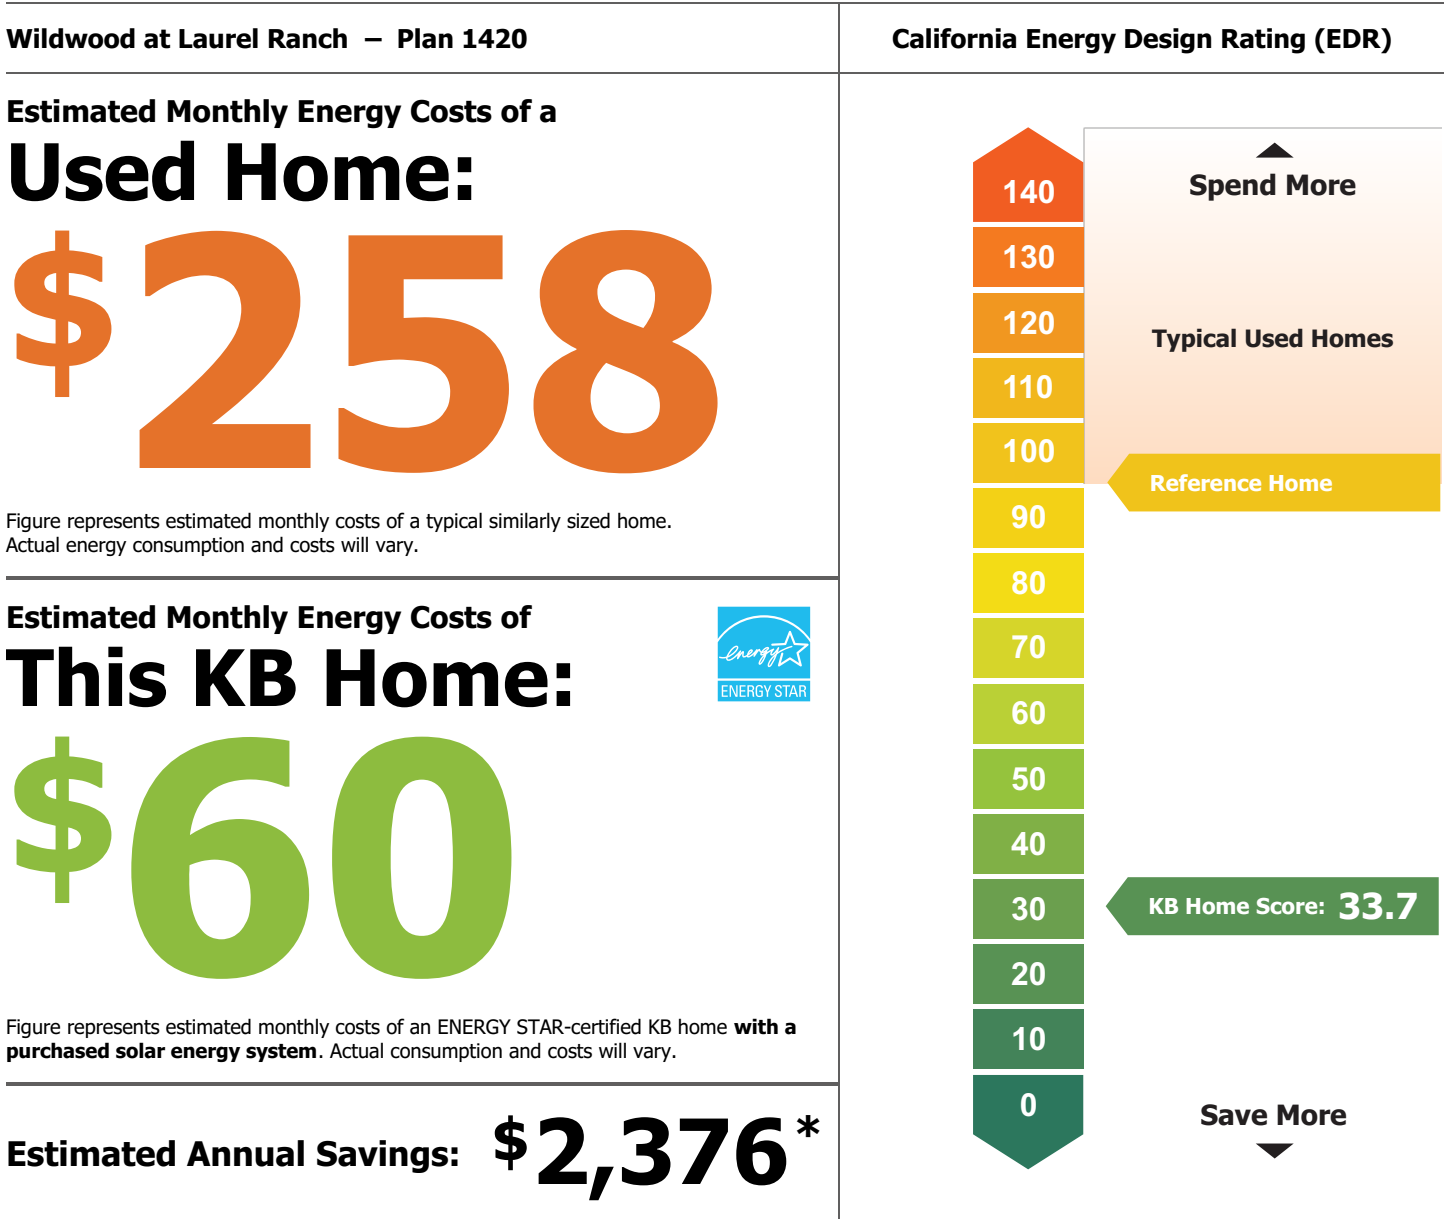 Wildwood at Laurel Ranch – Plan 1420
Estimated Monthly Energy Costs of a
Used Home:
$258
Figure represents estimated monthly costs of a typical similarly sized home.
Actual energy consumption and costs will vary.
Estimated Monthly Energy Costs of
This KB Home:
energy
ENERGY STAR
$60
Figure represents estimated monthly costs of an ENERGY STAR-certified KB home with a
purchased solar energy system. Actual consumption and costs will vary.
Estimated Annual Savings: $2,376*
California Energy Design Rating (EDR)
140
Spend More
130
120
Typical Used Homes
110
100
Reference Home
90
80
70
60
50
40
30
KB Home Score: 33.7
20
10
0
Save More